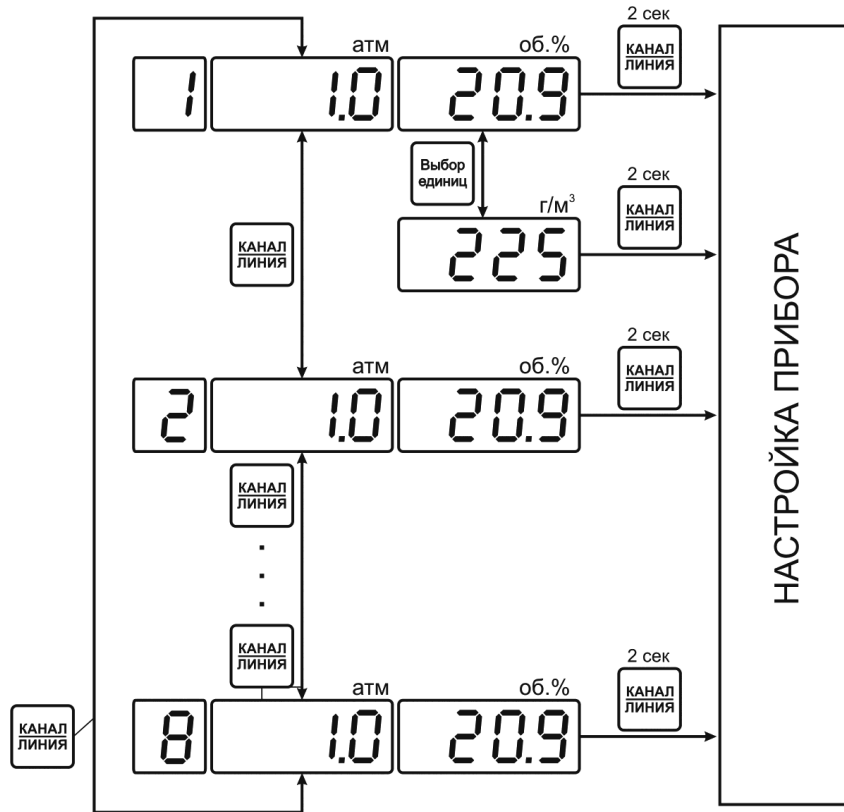 2 сек
атм
об.%
КАНАЛ
ЛИНИЯ
1
1.0
20.9
Выбор
единиц
2 сек
г/м³
КАНАЛ
ЛИНИЯ
225
КАНАЛ
ЛИНИЯ
2 сек
атм
об.%
КАНАЛ
ЛИНИЯ
2
1.0
20.9
КАНАЛ
ЛИНИЯ
КАНАЛ
ЛИНИЯ
2 сек
атм
об.%
КАНАЛ
ЛИНИЯ
8
1.0
20.9
КАНАЛ
ЛИНИЯ
НАСТРОЙКА ПРИБОРА